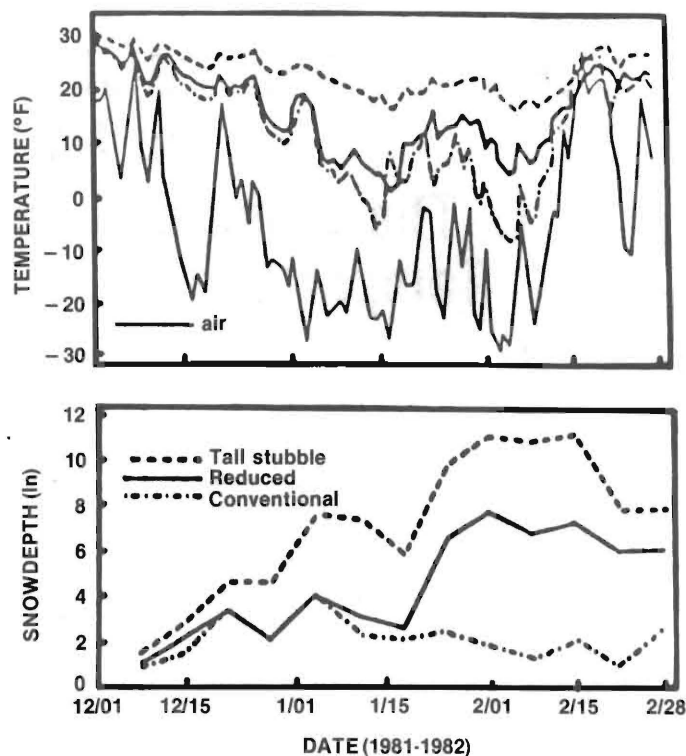 TEMPERATURE (°F)
30
20
10
0
−10
−20
−30
air
SNOWDEPTH (In)
12
10
8
6
4
2
0
Tall stubble
Reduced
Conventional
12/01 12/15 1/01 1/15 2/01 2/15 2/28
DATE (1981-1982)